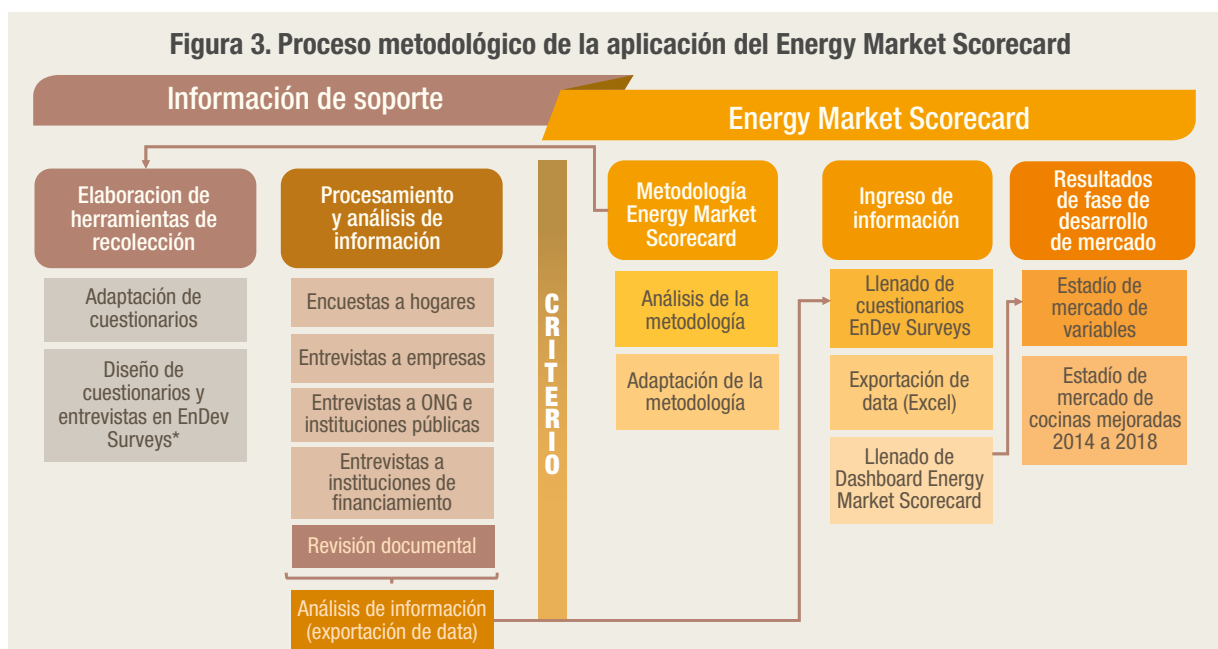 Figura 3. Proceso metodológico de la aplicación del Energy Market Scorecard
Información de soporte
Energy Market Scorecard
Elaboracion de
herramientas de
recolección
Adaptación de
cuestionarios
Diseño de
cuestionarios y
entrevistas en EnDev
Surveys*
Procesamiento
y análisis de
información
Encuestas a hogares
Entrevistas a empresas
Entrevistas a ONG e
instituciones públicas
Entrevistas a
instituciones de
financiamiento
Revisión documental
Análisis de información
(exportación de data)
CRITERIO
Metodología
Energy Market
Scorecard
Análisis de la
metodología
Adaptación de la
metodología
Ingreso de
información
Llenado de
cuestionarios
EnDev Surveys
Exportación de
data (Excel)
Llenado de
Dashboard Energy
Market Scorecard
Resultados
de fase de
desarrollo
de mercado
Estadío de
mercado de
variables
Estadío de
mercado de
cocinas mejoradas
2014 a 2018